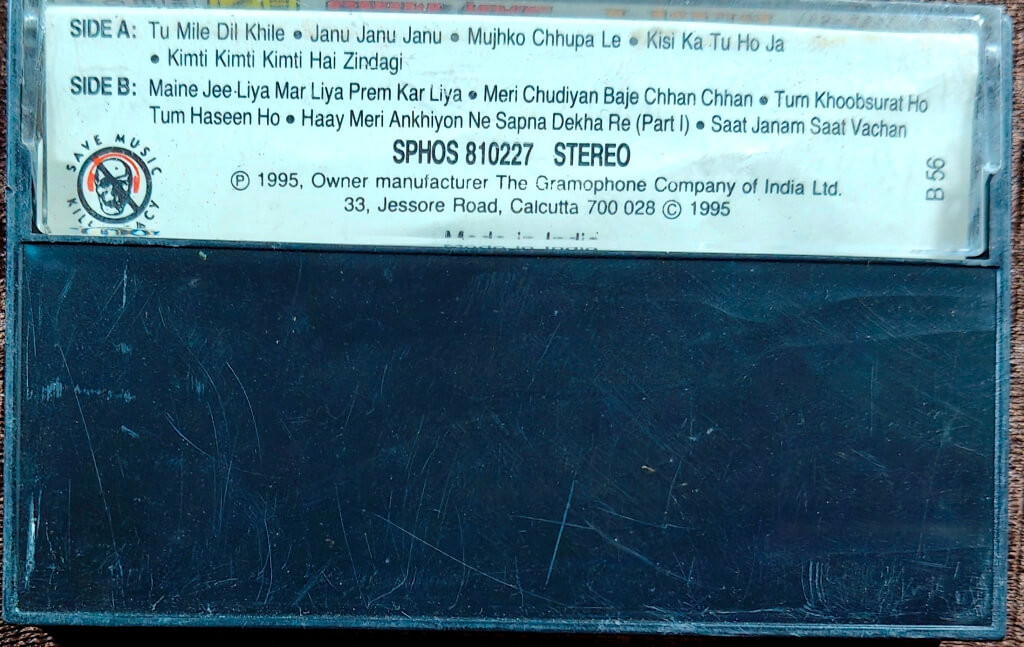 SIDE A: Tu Mile Dil Khile • Janu Janu Janu • Mujhko Chhupa Le • Kisi Ka Tu Ho Ja
• Kimti Kimti Kimti Hai Zindagi
SIDE B: Maine Jee Liya Mar Liya Prem Kar Liya • Meri Chudiyan Baje Chhan Chhan • Tum Khoobsurat Ho
Tum Haseen Ho • Haay Meri Ankhiyon Ne Sapna Dekha Re (Part I) • Saat Janam Saat Vachan
SPHOS 810227 STEREO
SAVE MUSIC
Ⓟ 1995, Owner manufacturer The Gramophone Company of India Ltd.
33, Jessore Road, Calcutta 700 028 © 1995
B 56
Made in India